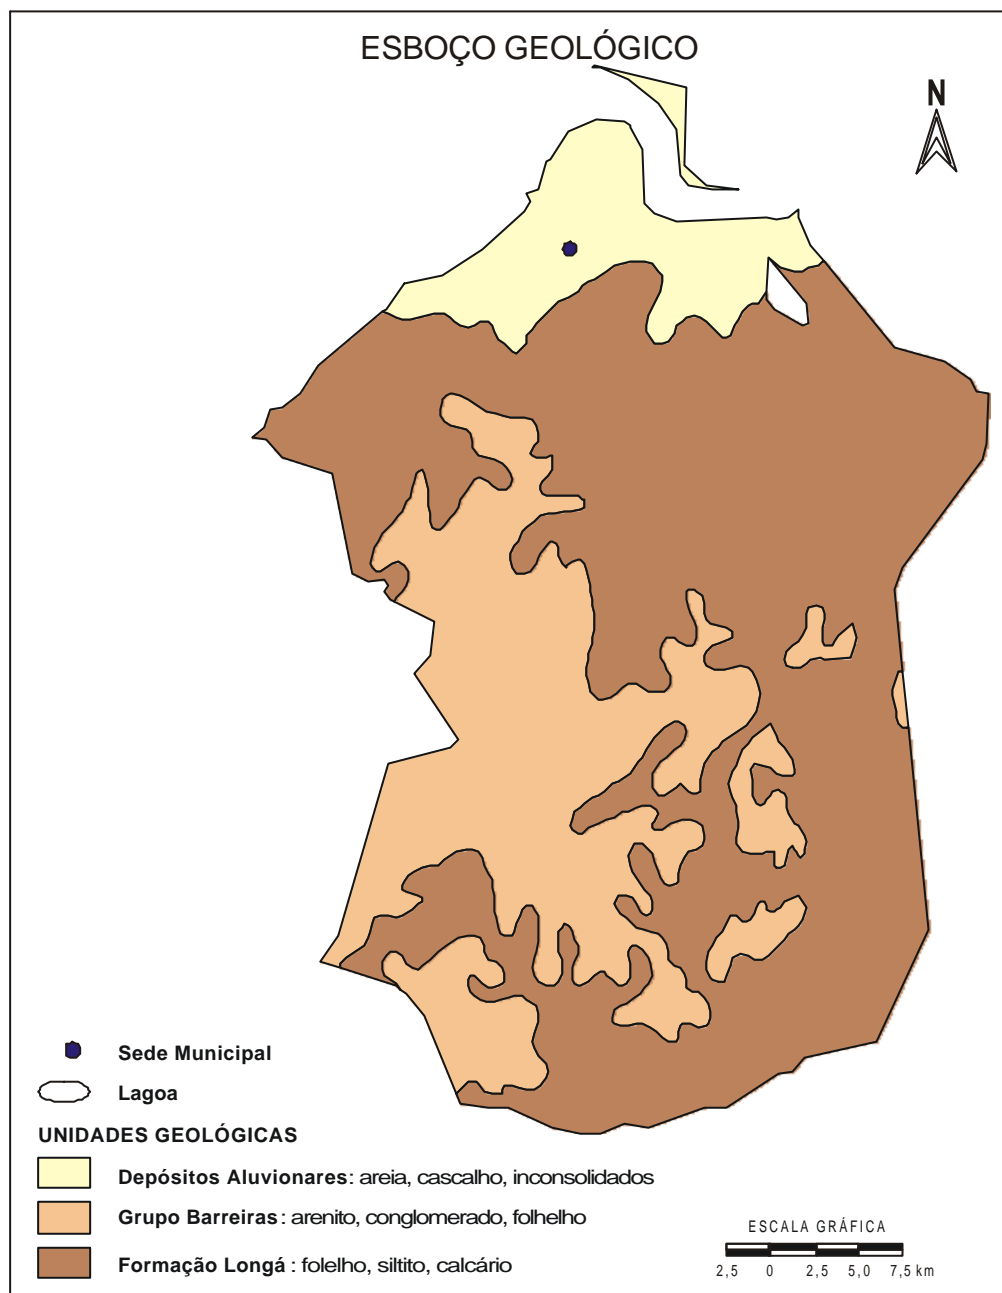 ESBOÇO GEOLÓGICO
N
Sede Municipal
Lagoa
UNIDADES GEOLÓGICAS
Depósitos Aluvionares: areia, cascalho, inconsolidados
Grupo Barreiras: arenito, conglomerado, folhelho
Formação Longá : folelho, siltito, calcário
ESCALA GRÁFICA
2,5 0 2,5 5,0 7,5 km